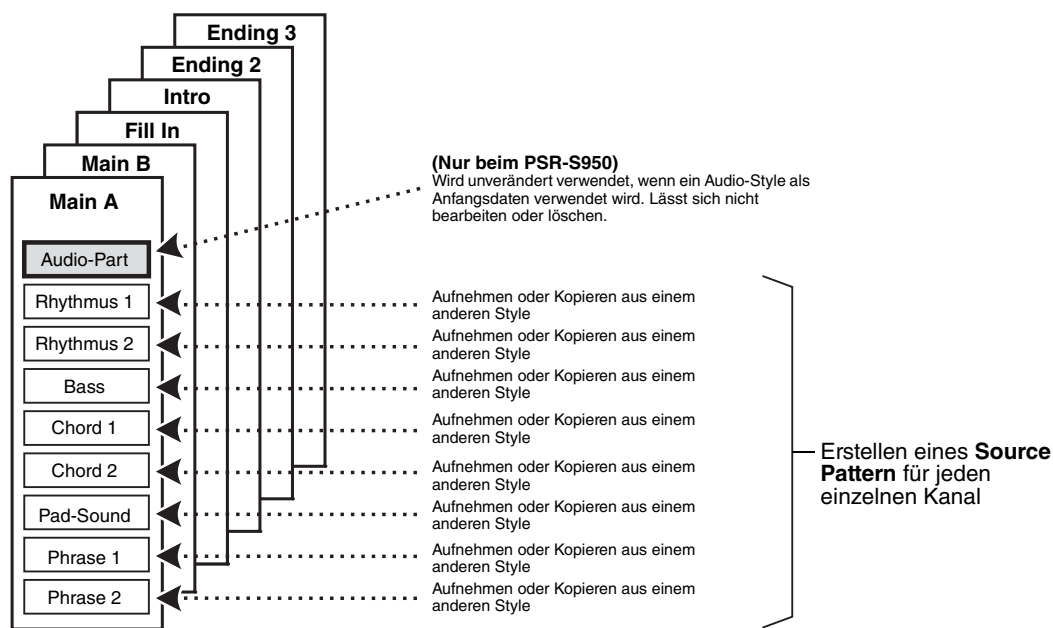 Ending 3
Ending 2
Intro
Fill In
Main B
Main A
(Nur beim PSR-S950)
Wird unverändert verwendet, wenn ein Audio-Style als
Anfangsdaten verwendet wird. Lässt sich nicht
bearbeiten oder löschen.
Audio-Part
Rhythmus 1
Aufnehmen oder Kopieren aus einem
anderen Style
Rhythmus 2
Aufnehmen oder Kopieren aus einem
anderen Style
Bass
Aufnehmen oder Kopieren aus einem
anderen Style
Chord 1
Aufnehmen oder Kopieren aus einem
anderen Style
Chord 2
Aufnehmen oder Kopieren aus einem
anderen Style
Pad-Sound
Aufnehmen oder Kopieren aus einem
anderen Style
Phrase 1
Aufnehmen oder Kopieren aus einem
anderen Style
Phrase 2
Aufnehmen oder Kopieren aus einem
anderen Style
Erstellen eines Source
Pattern für jeden
einzelnen Kanal